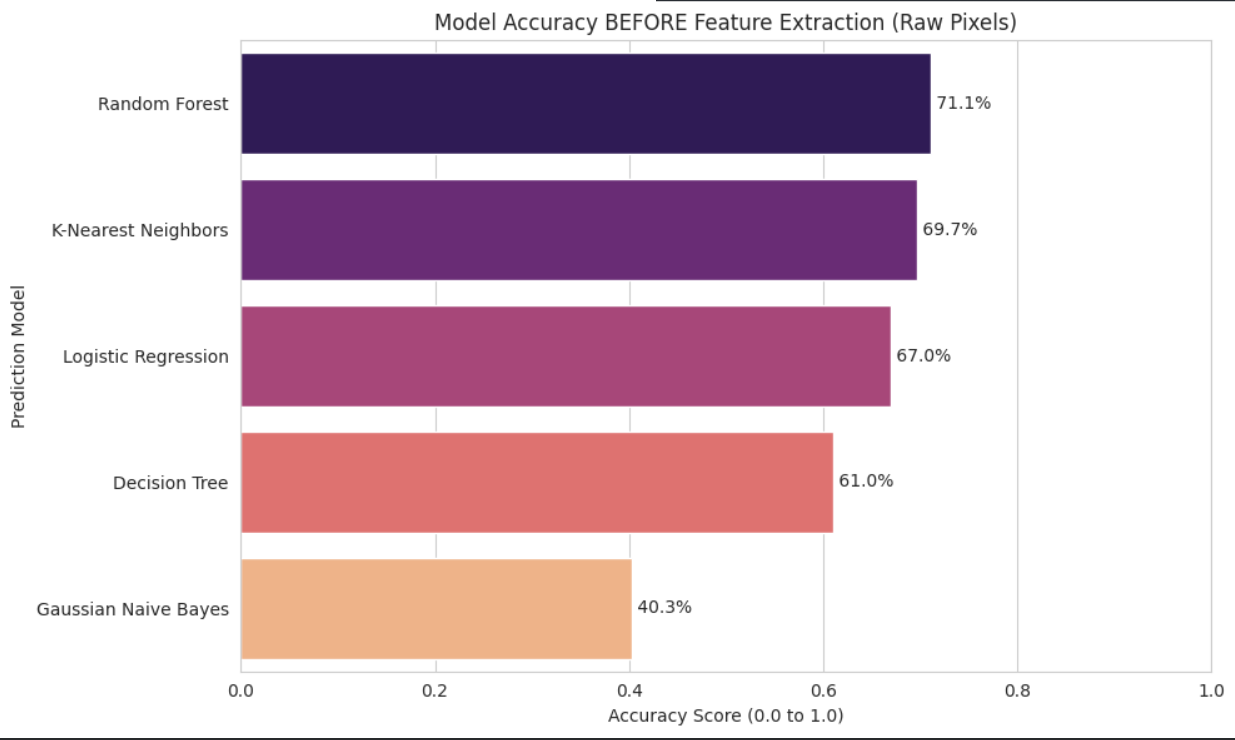 Model Accuracy BEFORE Feature Extraction (Raw Pixels)
Random Forest
71.1%
K-Nearest Neighbors
69.7%
Logistic Regression
67.0%
Decision Tree
61.0%
Gaussian Naive Bayes
40.3%
Prediction Model
0.0 0.2 0.4 0.6 0.8 1.0
Accuracy Score (0.0 to 1.0)